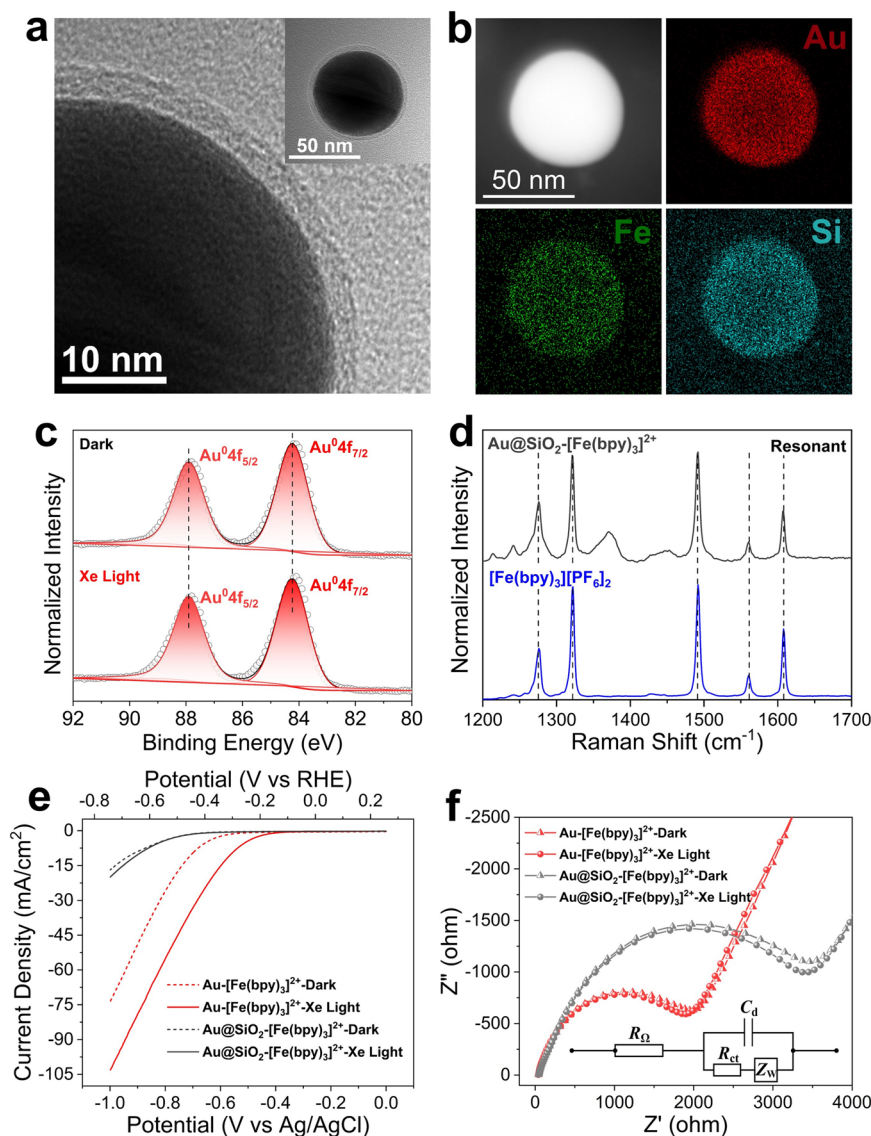 a
50 nm
10 nm
b
50 nm
Au
Fe
Si
c
Dark
Au⁰4f5/2
Au⁰4f7/2
Xe Light
Au⁰4f5/2
Au⁰4f7/2
Normalized Intensity
92 90 88 86 84 82 80
Binding Energy (eV)
d
Au@SiO₂-[Fe(bpy)₃]²⁺
Resonant
[Fe(bpy)₃][PF₆]₂
Normalized Intensity
1200 1300 1400 1500 1600 1700
Raman Shift (cm⁻¹)
e
Potential (V vs RHE)
-0.8 -0.6 -0.4 -0.2 0.0 0.2
0
-15
-30
-45
-60
-75
-90
-105
Current Density (mA/cm²)
Au-[Fe(bpy)₃]²⁺-Dark
Au-[Fe(bpy)₃]²⁺-Xe Light
Au@SiO₂-[Fe(bpy)₃]²⁺-Dark
Au@SiO₂-[Fe(bpy)₃]²⁺-Xe Light
-1.0 -0.8 -0.6 -0.4 -0.2 0.0
Potential (V vs Ag/AgCl)
f
-2500
-2000
-1500
-1000
-500
0
Z" (ohm)
Au-[Fe(bpy)₃]²⁺-Dark
Au-[Fe(bpy)₃]²⁺-Xe Light
Au@SiO₂-[Fe(bpy)₃]²⁺-Dark
Au@SiO₂-[Fe(bpy)₃]²⁺-Xe Light
Cd
RΩ
Rct
Zw
0 1000 2000 3000 4000
Z' (ohm)